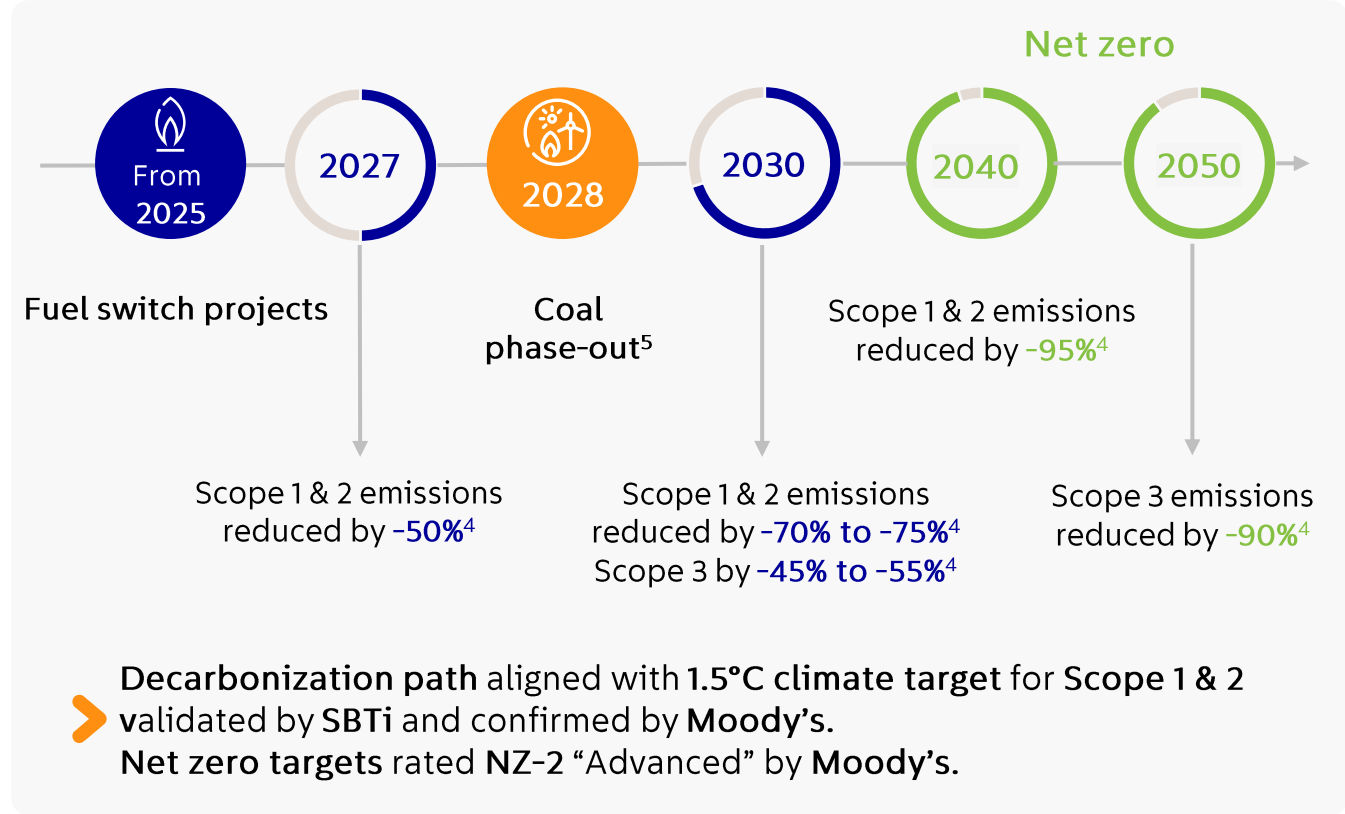 Net zero
From
2025
2027
2028
2030
2040
2050
Fuel switch projects
Coal
phase-out⁵
Scope 1 & 2 emissions
reduced by -95%⁴
Scope 1 & 2 emissions
reduced by -50%⁴
Scope 1 & 2 emissions
reduced by -70% to -75%⁴
Scope 3 by -45% to -55%⁴
Scope 3 emissions
reduced by -90%⁴
Decarbonization path aligned with 1.5°C climate target for Scope 1 & 2
validated by SBTi and confirmed by Moody's.
Net zero targets rated NZ-2 “Advanced” by Moody's.